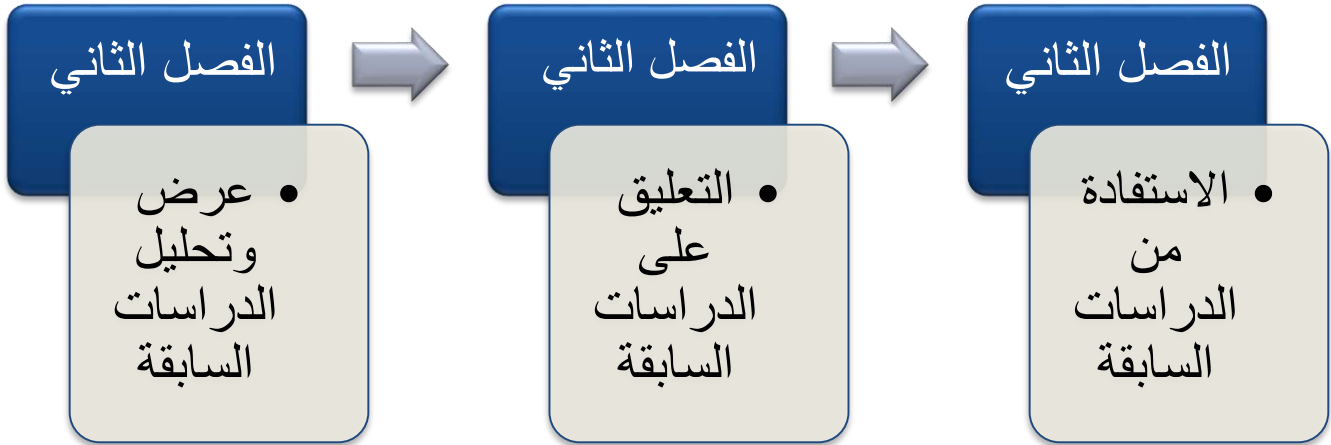 الفصل الثاني
• عرض
وتحليل
الدراسات
السابقة
الفصل الثاني
• التعليق
على
الدراسات
السابقة
الفصل الثاني
• الاستفادة
من
الدراسات
السابقة